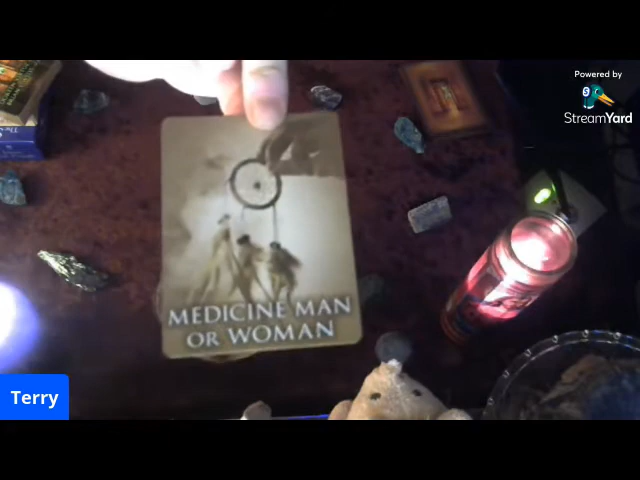 Powered by
StreamYard
MEDICINE MAN
OR WOMAN
Terry